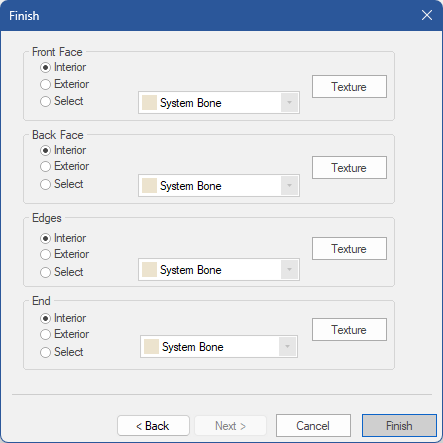 Finish
Front Face
Interior
Exterior
Select
System Bone
Texture
Back Face
Interior
Exterior
Select
System Bone
Texture
Edges
Interior
Exterior
Select
System Bone
Texture
End
Interior
Exterior
Select
System Bone
Texture
< Back
Next >
Cancel
Finish